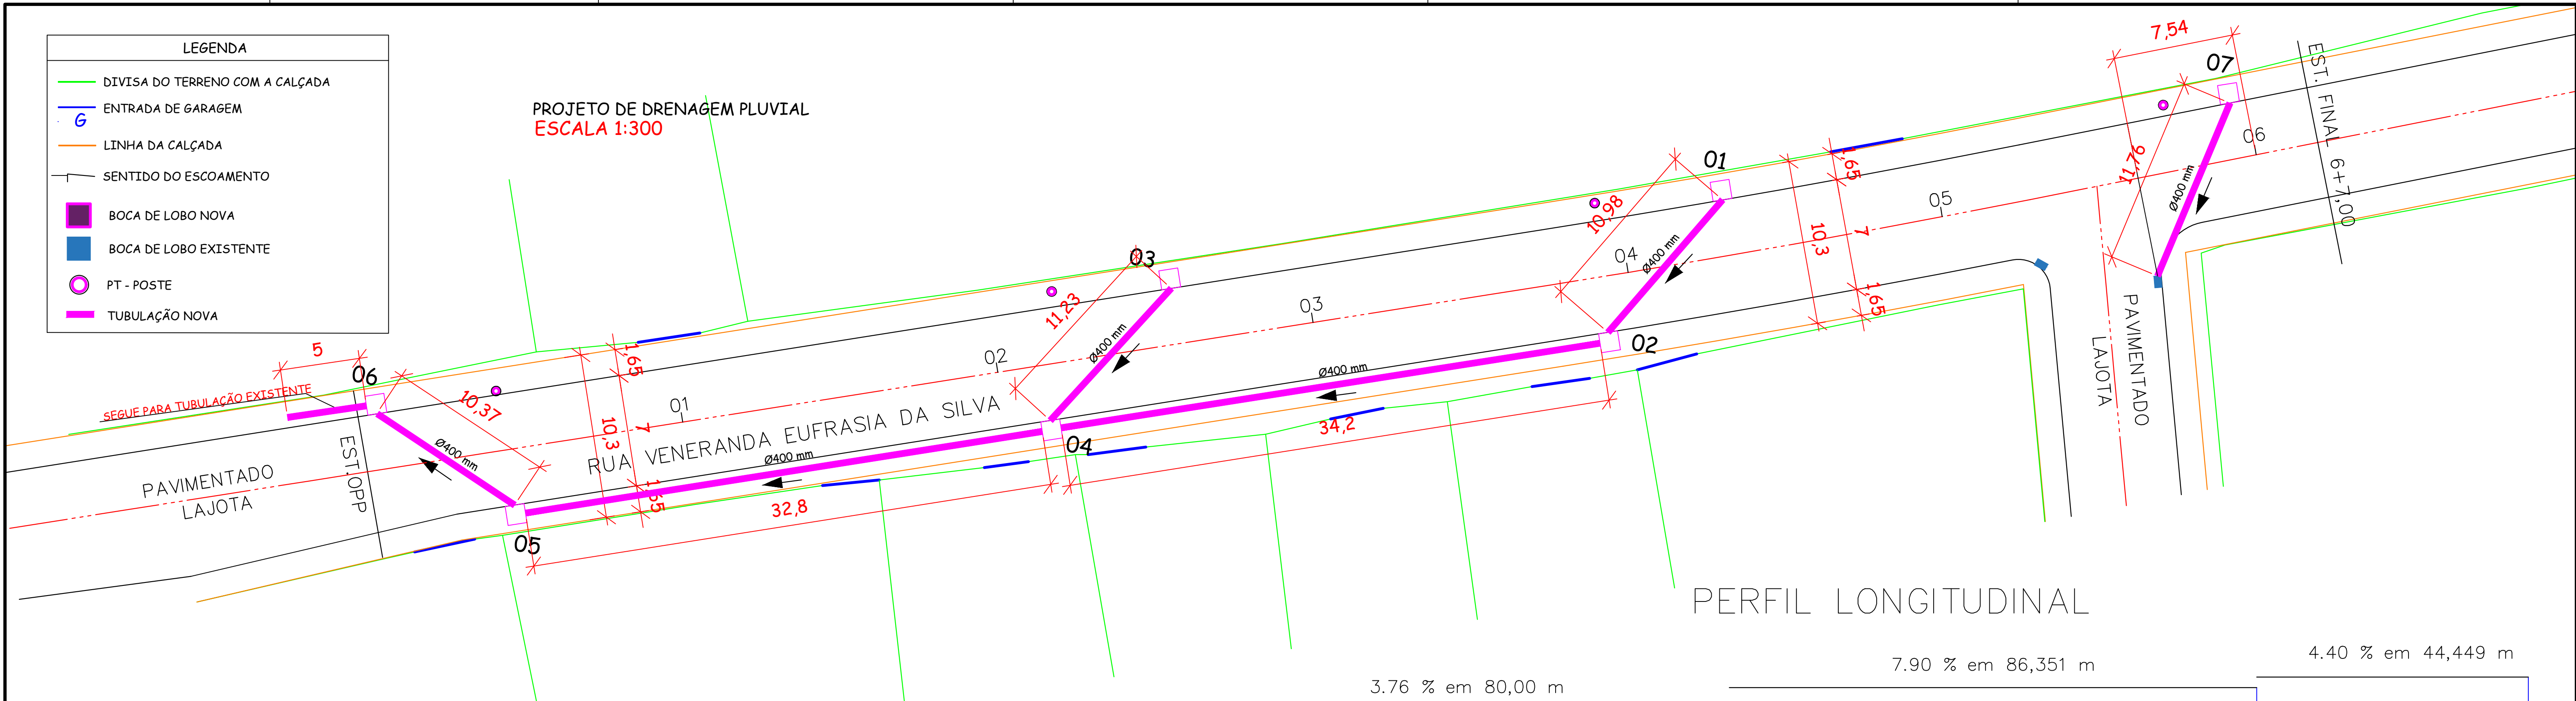 LEGENDA
DIVISA DO TERRENO COM A CALÇADA
ENTRADA DE GARAGEM
G
LINHA DA CALÇADA
SENTIDO DO ESCOAMENTO
BOCA DE LOBO NOVA
BOCA DE LOBO EXISTENTE
PT - POSTE
TUBULAÇÃO NOVA
PROJETO DE DRENAGEM PLUVIAL
ESCALA 1:300
5
06
SEGUE PARA TUBULAÇÃO EXISTENTE
10,37
Ø400 mm
EST.OPP
PAVIMENTADO
LAJOTA
05
1,65
10,3
7
1,65
01
RUA VENERANDA EUFRASIA DA SILVA
Ø400 mm
32,8
02
03
11,23
Ø400 mm
04
03
Ø400 mm
34,2
01
10,98
04
Ø400 mm
02
1,65
10,3
7
1,65
05
7,54
07
11,76
Ø400 mm
06
EST. FINAL 6+7,00
PAVIMENTADO
LAJOTA
PERFIL LONGITUDINAL
3.76 % em 80,00 m
7.90 % em 86,351 m
4.40 % em 44,449 m